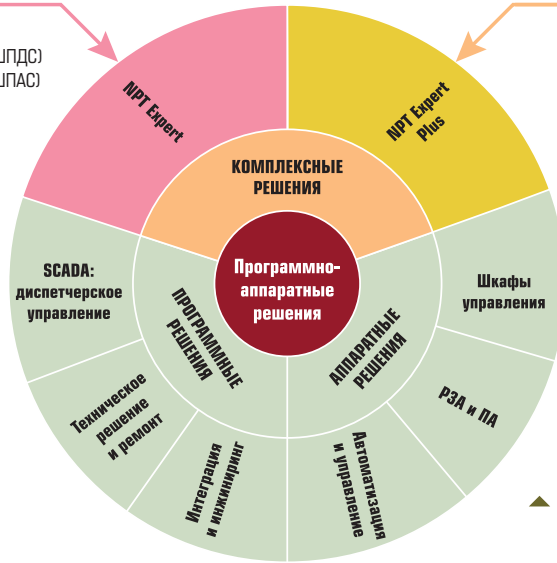 ШПДС)
ШПАС)
NPT Expert
NPT Expert
Plus
КОМПЛЕКСНЫЕ
РЕШЕНИЯ
Программно-
аппаратные
решения
ПРОГРАММНЫЕ
РЕШЕНИЯ
АППАРАТНЫЕ
РЕШЕНИЯ
SCADA:
диспетчерское
управление
Шкафы
управления
Техническое
решение
и ремонт
РЗА и ПА
Интеграция
и инжиниринг
Автоматизация
и управление